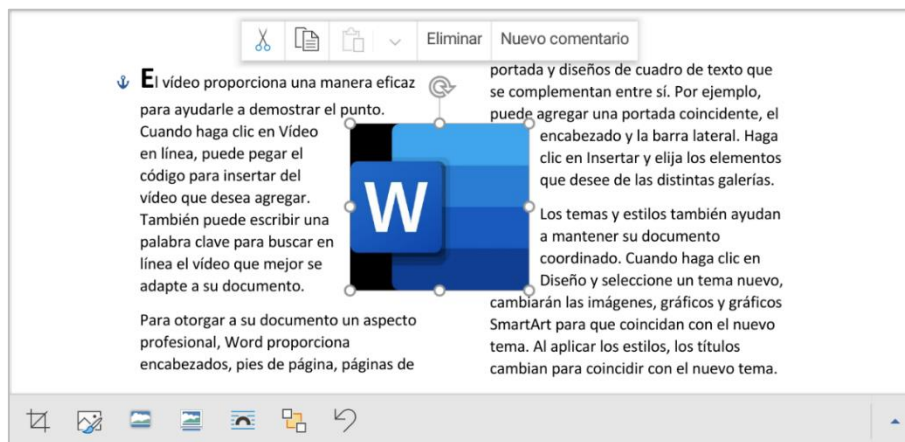 Eliminar Nuevo comentario
El vídeo proporciona una manera eficaz
para ayudarle a demostrar el punto.
Cuando haga clic en Vídeo
en línea, puede pegar el
código para insertar del
vídeo que desea agregar.
También puede escribir una
palabra clave para buscar en
línea el vídeo que mejor se
adapte a su documento.
Para otorgar a su documento un aspecto
profesional, Word proporciona
encabezados, pies de página, páginas de
W
portada y diseños de cuadro de texto que
se complementan entre sí. Por ejemplo,
puede agregar una portada coincidente, el
encabezado y la barra lateral. Haga
clic en Insertar y elija los elementos
que desee de las distintas galerías.
Los temas y estilos también ayudan
a mantener su documento
coordinado. Cuando haga clic en
Diseño y seleccione un tema nuevo,
cambiarán las imágenes, gráficos y gráficos
SmartArt para que coincidan con el nuevo
tema. Al aplicar los estilos, los títulos
cambian para coincidir con el nuevo tema.